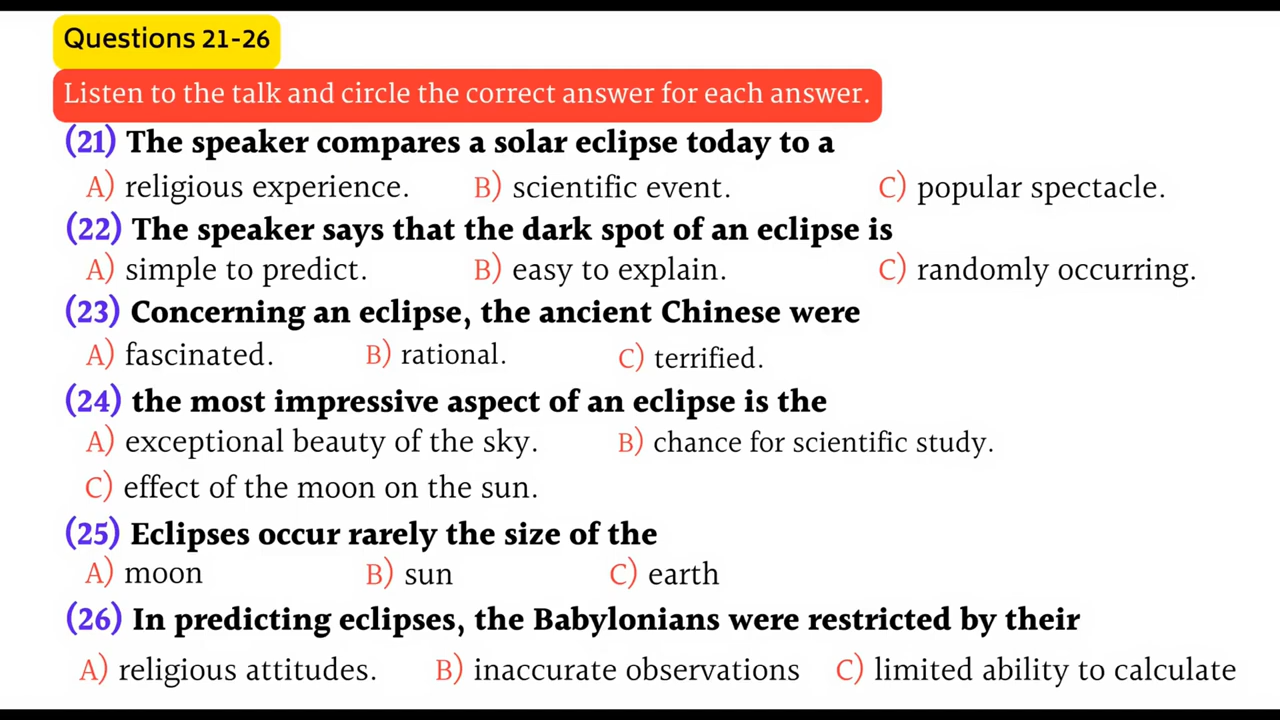 Questions 21-26
Listen to the talk and circle the correct answer for each answer.
(21) The speaker compares a solar eclipse today to a
A) religious experience. B) scientific event. C) popular spectacle.
(22) The speaker says that the dark spot of an eclipse is
A) simple to predict. B) easy to explain. C) randomly occurring.
(23) Concerning an eclipse, the ancient Chinese were
A) fascinated. B) rational. C) terrified.
(24) the most impressive aspect of an eclipse is the
A) exceptional beauty of the sky. B) chance for scientific study.
C) effect of the moon on the sun.
(25) Eclipses occur rarely the size of the
A) moon B) sun C) earth
(26) In predicting eclipses, the Babylonians were restricted by their
A) religious attitudes. B) inaccurate observations C) limited ability to calculate